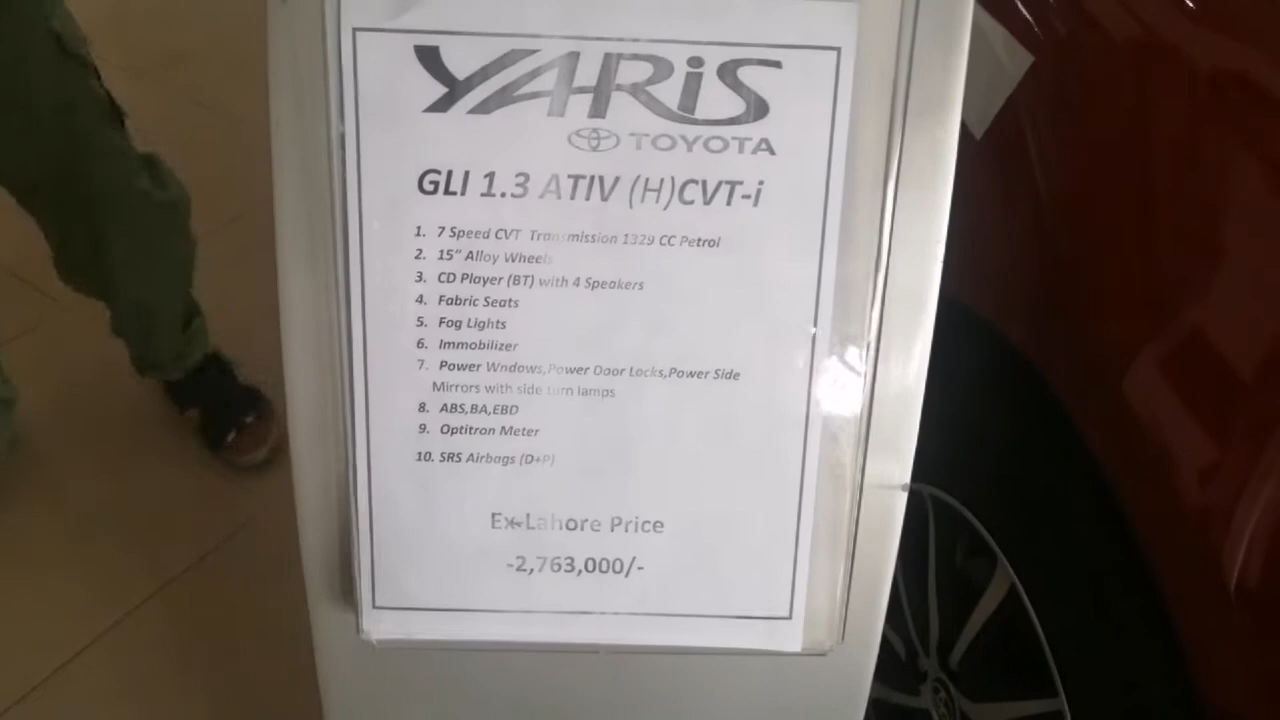 YARiS
TOYOTA
GLI 1.3 ATIV (H)CVT-i
1. 7 Speed CVT Transmission 1329 CC Petrol
2. 15" Alloy Wheels
3. CD Player (BT) with 4 Speakers
4. Fabric Seats
5. Fog Lights
6. Immobilizer
7. Power Wndows,Power Door Locks,Power Side
Mirrors with side turn lamps
8. ABS,BA,EBD
9. Optitron Meter
10. SRS Airbags (D+P)
Ex-Lahore Price
-2,763,000/-